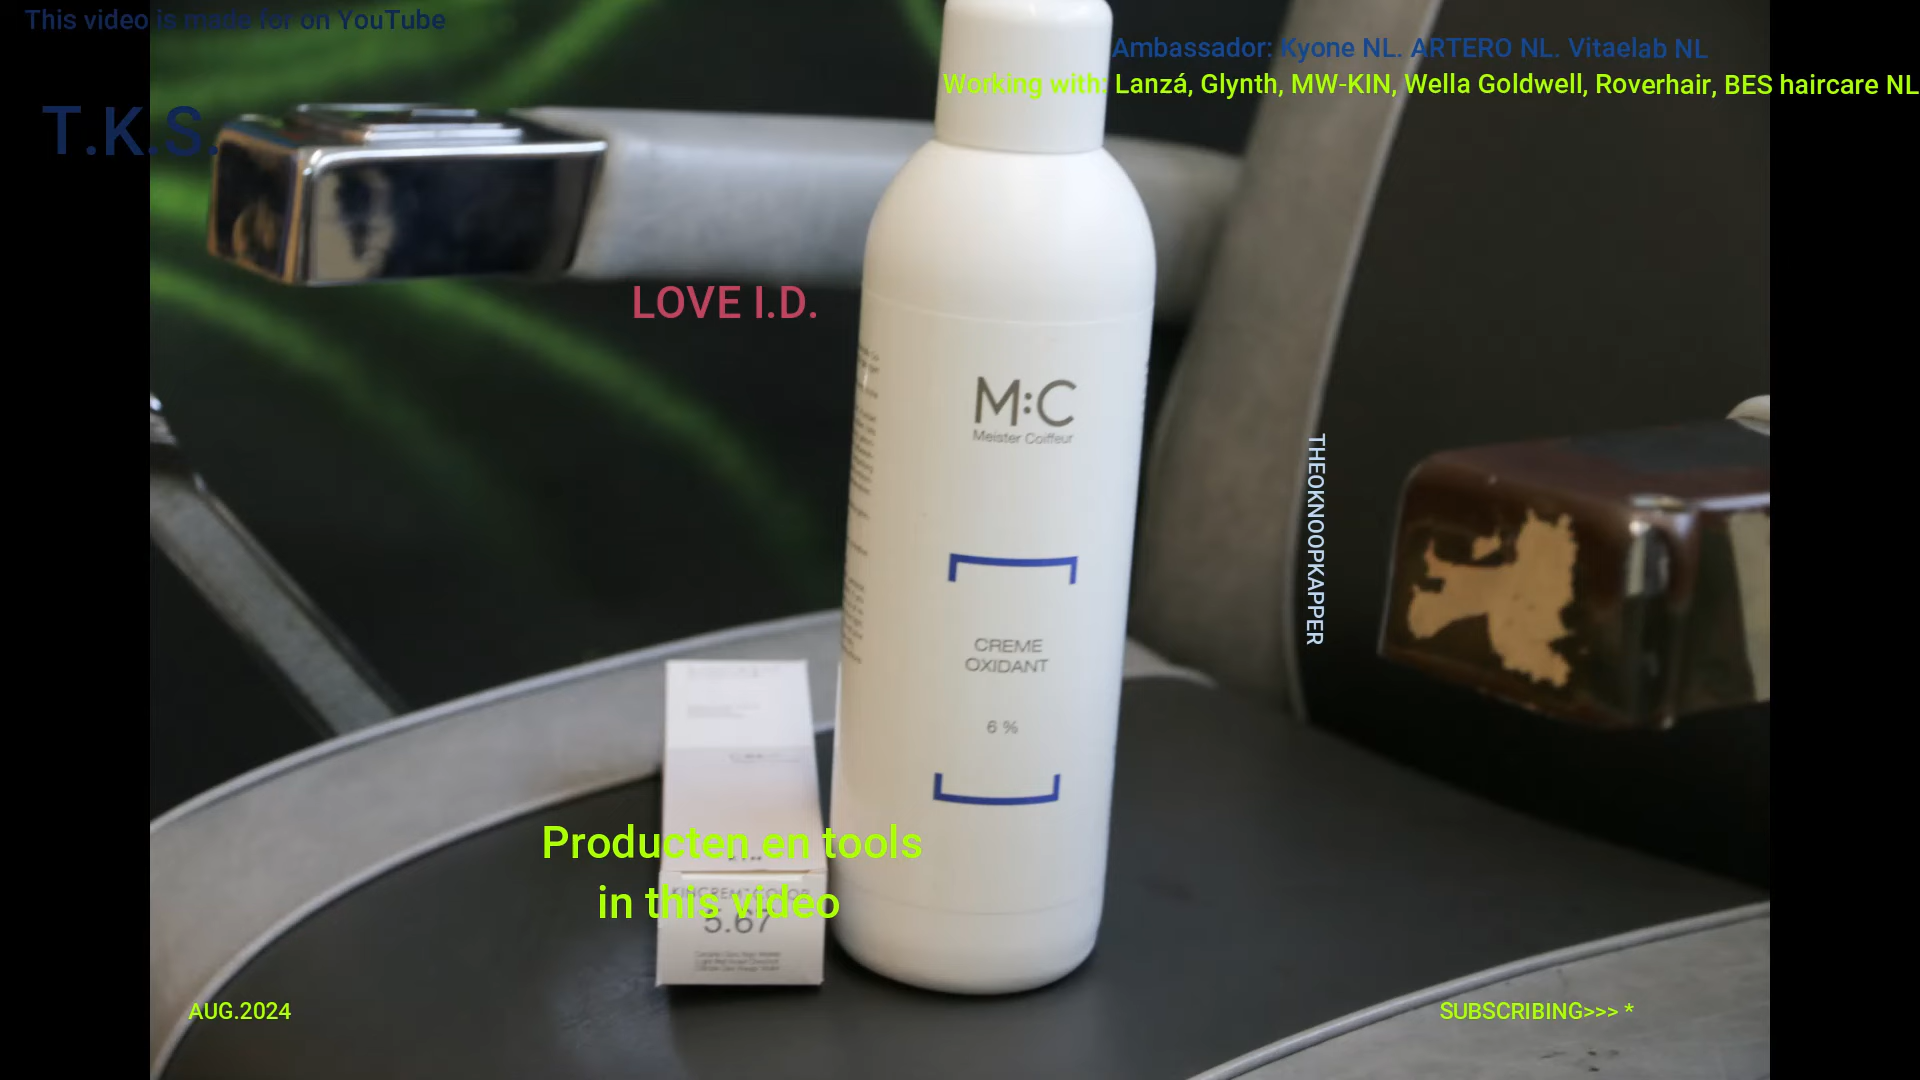 This video is made for on YouTube
Ambassador: Kyone NL. ARTERO NL. Vitaelab NL
Working with: Lanzá, Glynth, MW-KIN, Wella Goldwell, Roverhair, BES haircare NL
T.K.S.
LOVE I.D.
M:C
Meister Coiffeur
THEOKNOOPKAPPER
CREME
OXIDANT
6 %
Producten en tools
in this video
KINCREM COLOR
5.67
AUG.2024
SUBSCRIBING>>> *